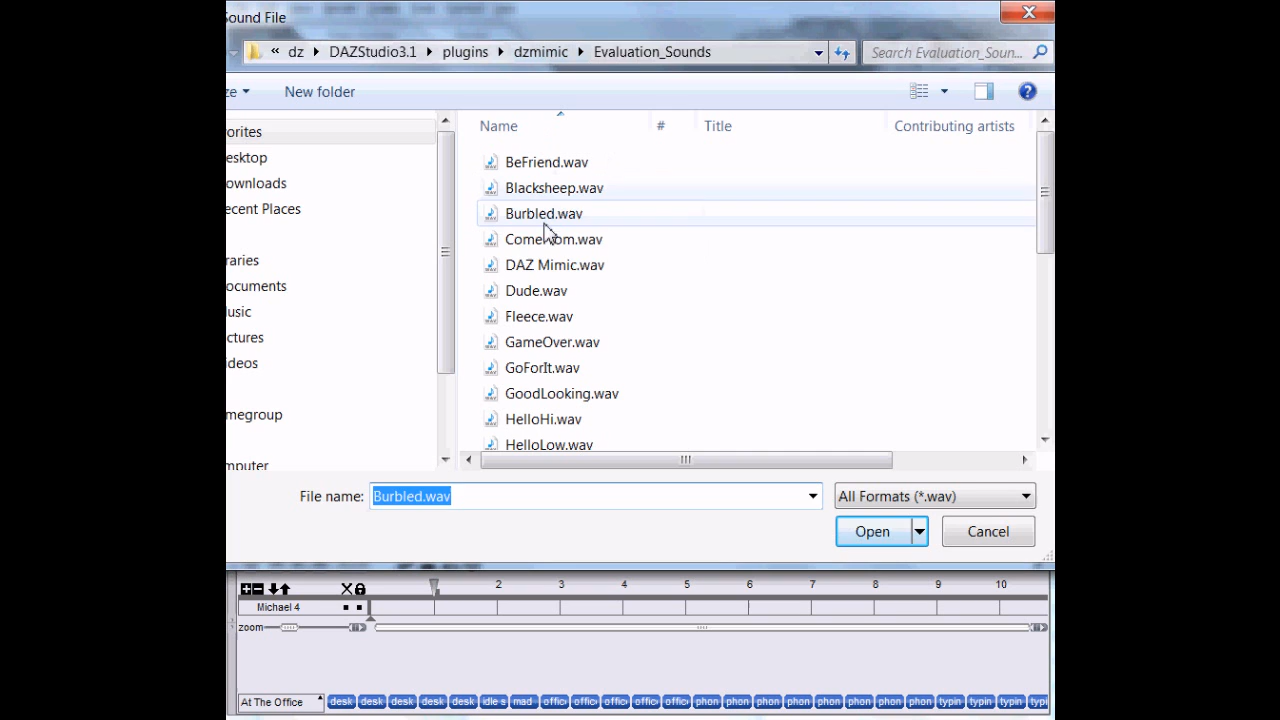 Sound File
« dz ▸ DAZStudio3.1 ▸ plugins ▸ dzmimic ▸ Evaluation_Sounds
Search Evaluation_Soun...
ze New folder
orites
esktop
ownloads
ecent Places
raries
ocuments
usic
ctures
ideos
megroup
mputer
Name # Title Contributing artists
BeFriend.wav
Blacksheep.wav
Burbled.wav
DAZ Mimic.wav
Dude.wav
Fleece.wav
GameOver.wav
GoForIt.wav
GoodLooking.wav
HelloHi.wav
HelloLow.wav
File name: Burbled.wav All Formats (*.wav)
Open Cancel
2 3 4 5 6 7 8 9 10
Michael 4
zoom
At The Office desk desk desk desk desk idle s mad offic offic offic offic offic phon phon phon phon phon phon phon phon typin typin typin typi